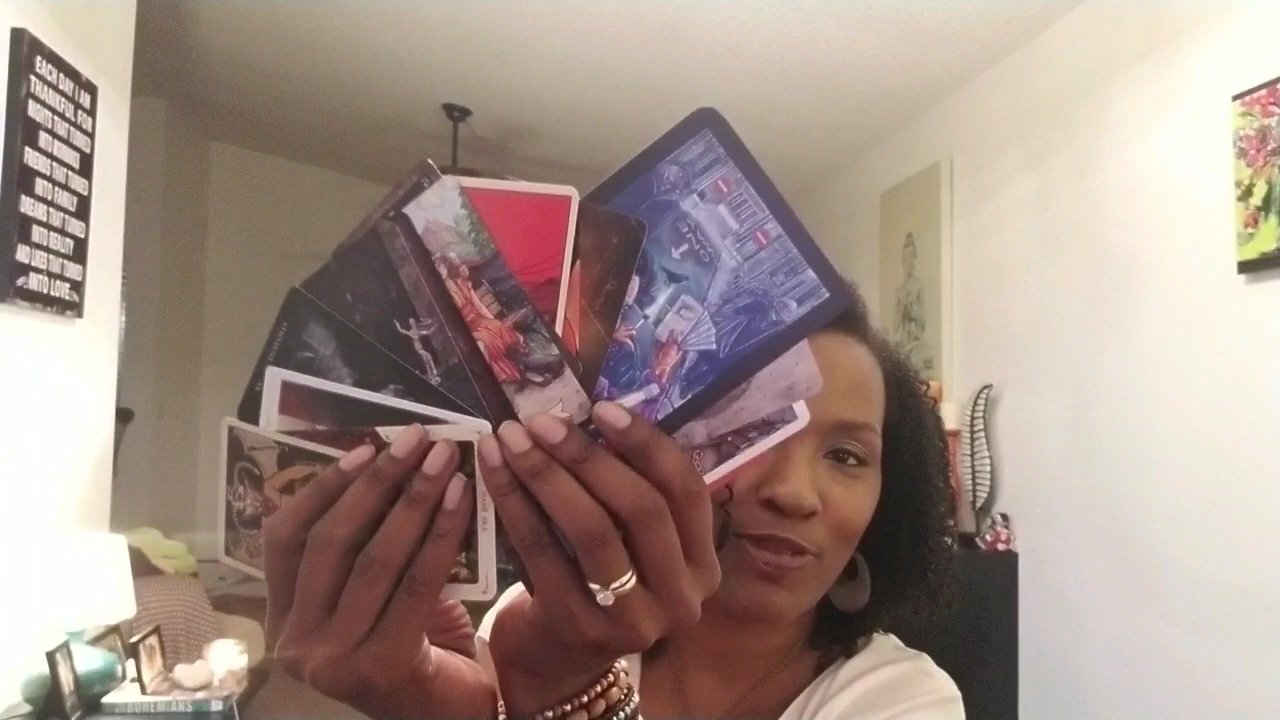 EACH DAY I AM
THANKFUL FOR
NIGHTS THAT TURNED
INTO MORNINGS
FRIENDS THAT TURNED
INTO FAMILY
DREAMS THAT TURNED
INTO REALITY
AND LIKES THAT TURNED
INTO LOVE
BOHEMIANS